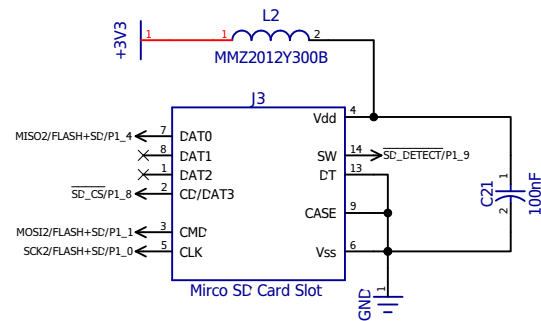 L2
+3V3
1
1
2
MMZ2012Y300B
J3
Vdd
4
MISO2/FLASH+SD/P1_4
7
DAT0
8
DAT1
SW
14
SD_DETECT/P1_9
1
DAT2
DT
13
SD_CS/P1_8
2
CD/DAT3
CASE
9
MOSI2/FLASH+SD/P1_1
3
CMD
SCK2/FLASH+SD/P1_0
5
CLK
Vss
6
C21
100nF
1
2
Mirco SD Card Slot
GND
1